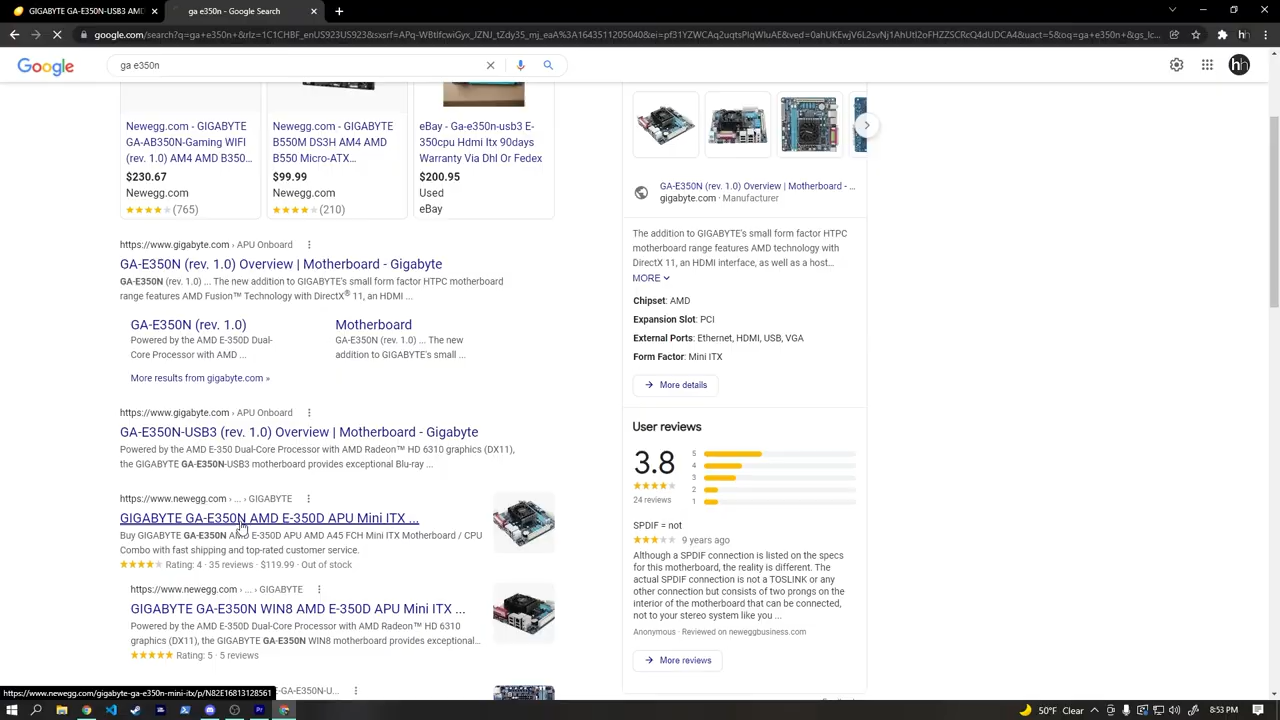 GIGABYTE GA-E350N-USB3 AMD
Newegg.com - USED - GIGABYTE
google.com/search?q=ga+e350n+&rlz=1C1CHBF_enUS923US923&sxsrf=
Google
ga e350n
Newegg.com - GIGABYTE
GA-AB350N-Gaming WIFI
(rev. 1.0) AM4 AMD B350...
$230.67
Newegg.com
(765)
Newegg.com - GIGABYTE
B550M DS3H AM4 AMD
B550 Micro-ATX...
$99.99
Newegg.com
(210)
eBay - Ga-e350n-usb3 E-
350cpu Hdmi Itx 90days
Warranty Via Dhl Or Fedex
$200.95
Used
eBay
https://www.gigabyte.com › APU Onboard
GA-E350N (rev. 1.0) Overview | Motherboard - Gigabyte
GA-E350N (rev. 1.0) ... The new addition to GIGABYTE's small form factor HTPC motherboard
range features AMD Fusion™ Technology with DirectX® 11, an HDMI ...
GA-E350N (rev. 1.0)
Powered by the AMD E-350 Dual-
Core Processor with AMD ...
Motherboard
GA-E350N (rev. 1.0) ... The new
addition to GIGABYTE's small ...
More results from gigabyte.com »
https://www.gigabyte.com › APU Onboard
GA-E350N-USB3 (rev. 1.0) Overview | Motherboard - Gigabyte
Powered by the AMD E-350 Dual-Core Processor with AMD Radeon™ HD 6310 graphics (DX11),
the GIGABYTE GA-E350N-USB3 motherboard provides exceptional Blu-ray ...
https://www.newegg.com › ... › GIGABYTE
GIGABYTE GA-E350N AMD E-350D APU Mini ITX ...
Buy GIGABYTE GA-E350N AMD E-350D APU AMD A45 FCH Mini ITX Motherboard / CPU
Combo with fast shipping and top-rated customer service.
Rating: 4 · 35 reviews · $119.99 · Out of stock
https://www.newegg.com › ... › GIGABYTE
GIGABYTE GA-E350N WIN8 AMD E-350D APU Mini ITX ...
Powered by the AMD E-350 Dual-Core Processor with AMD Radeon™ HD 6310
graphics (DX11), the GIGABYTE GA-E350N WIN8 motherboard provides exceptional...
Rating: 5 · 5 reviews
-GA-E350N-U...
GA-E350N (rev. 1.0) Overview | Motherboard - ...
gigabyte.com · Manufacturer
The addition to GIGABYTE's small form factor HTPC
motherboard range features AMD technology with
DirectX 11, an HDMI interface, as well as a host...
MORE
Chipset: AMD
Expansion Slot: PCI
External Ports: Ethernet, HDMI, USB, VGA
Form Factor: Mini ITX
More details
User reviews
3.8
24 reviews
5
4
3
2
1
SPDIF = not
9 years ago
Although a SPDIF connection is listed on the specs
for this motherboard, the reality is different. The
actual SPDIF connection is not a TOSLINK or any
other connection but consists of two prongs on the
interior of the motherboard that can be connected,
not to your stereo system like you ...
Anonymous · Reviewed on neweggbusiness.com
More reviews
https://www.newegg.com/gigabyte-ga-e350n-mini-itx/p/N82E16813128561
50°F Clear
8:53 PM